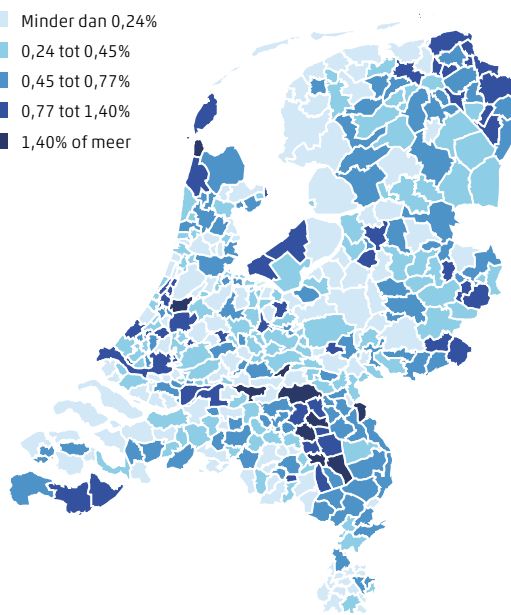 Minder dan 0,24%
0,24 tot 0,45%
0,45 tot 0,77%
0,77 tot 1,40%
1,40% of meer